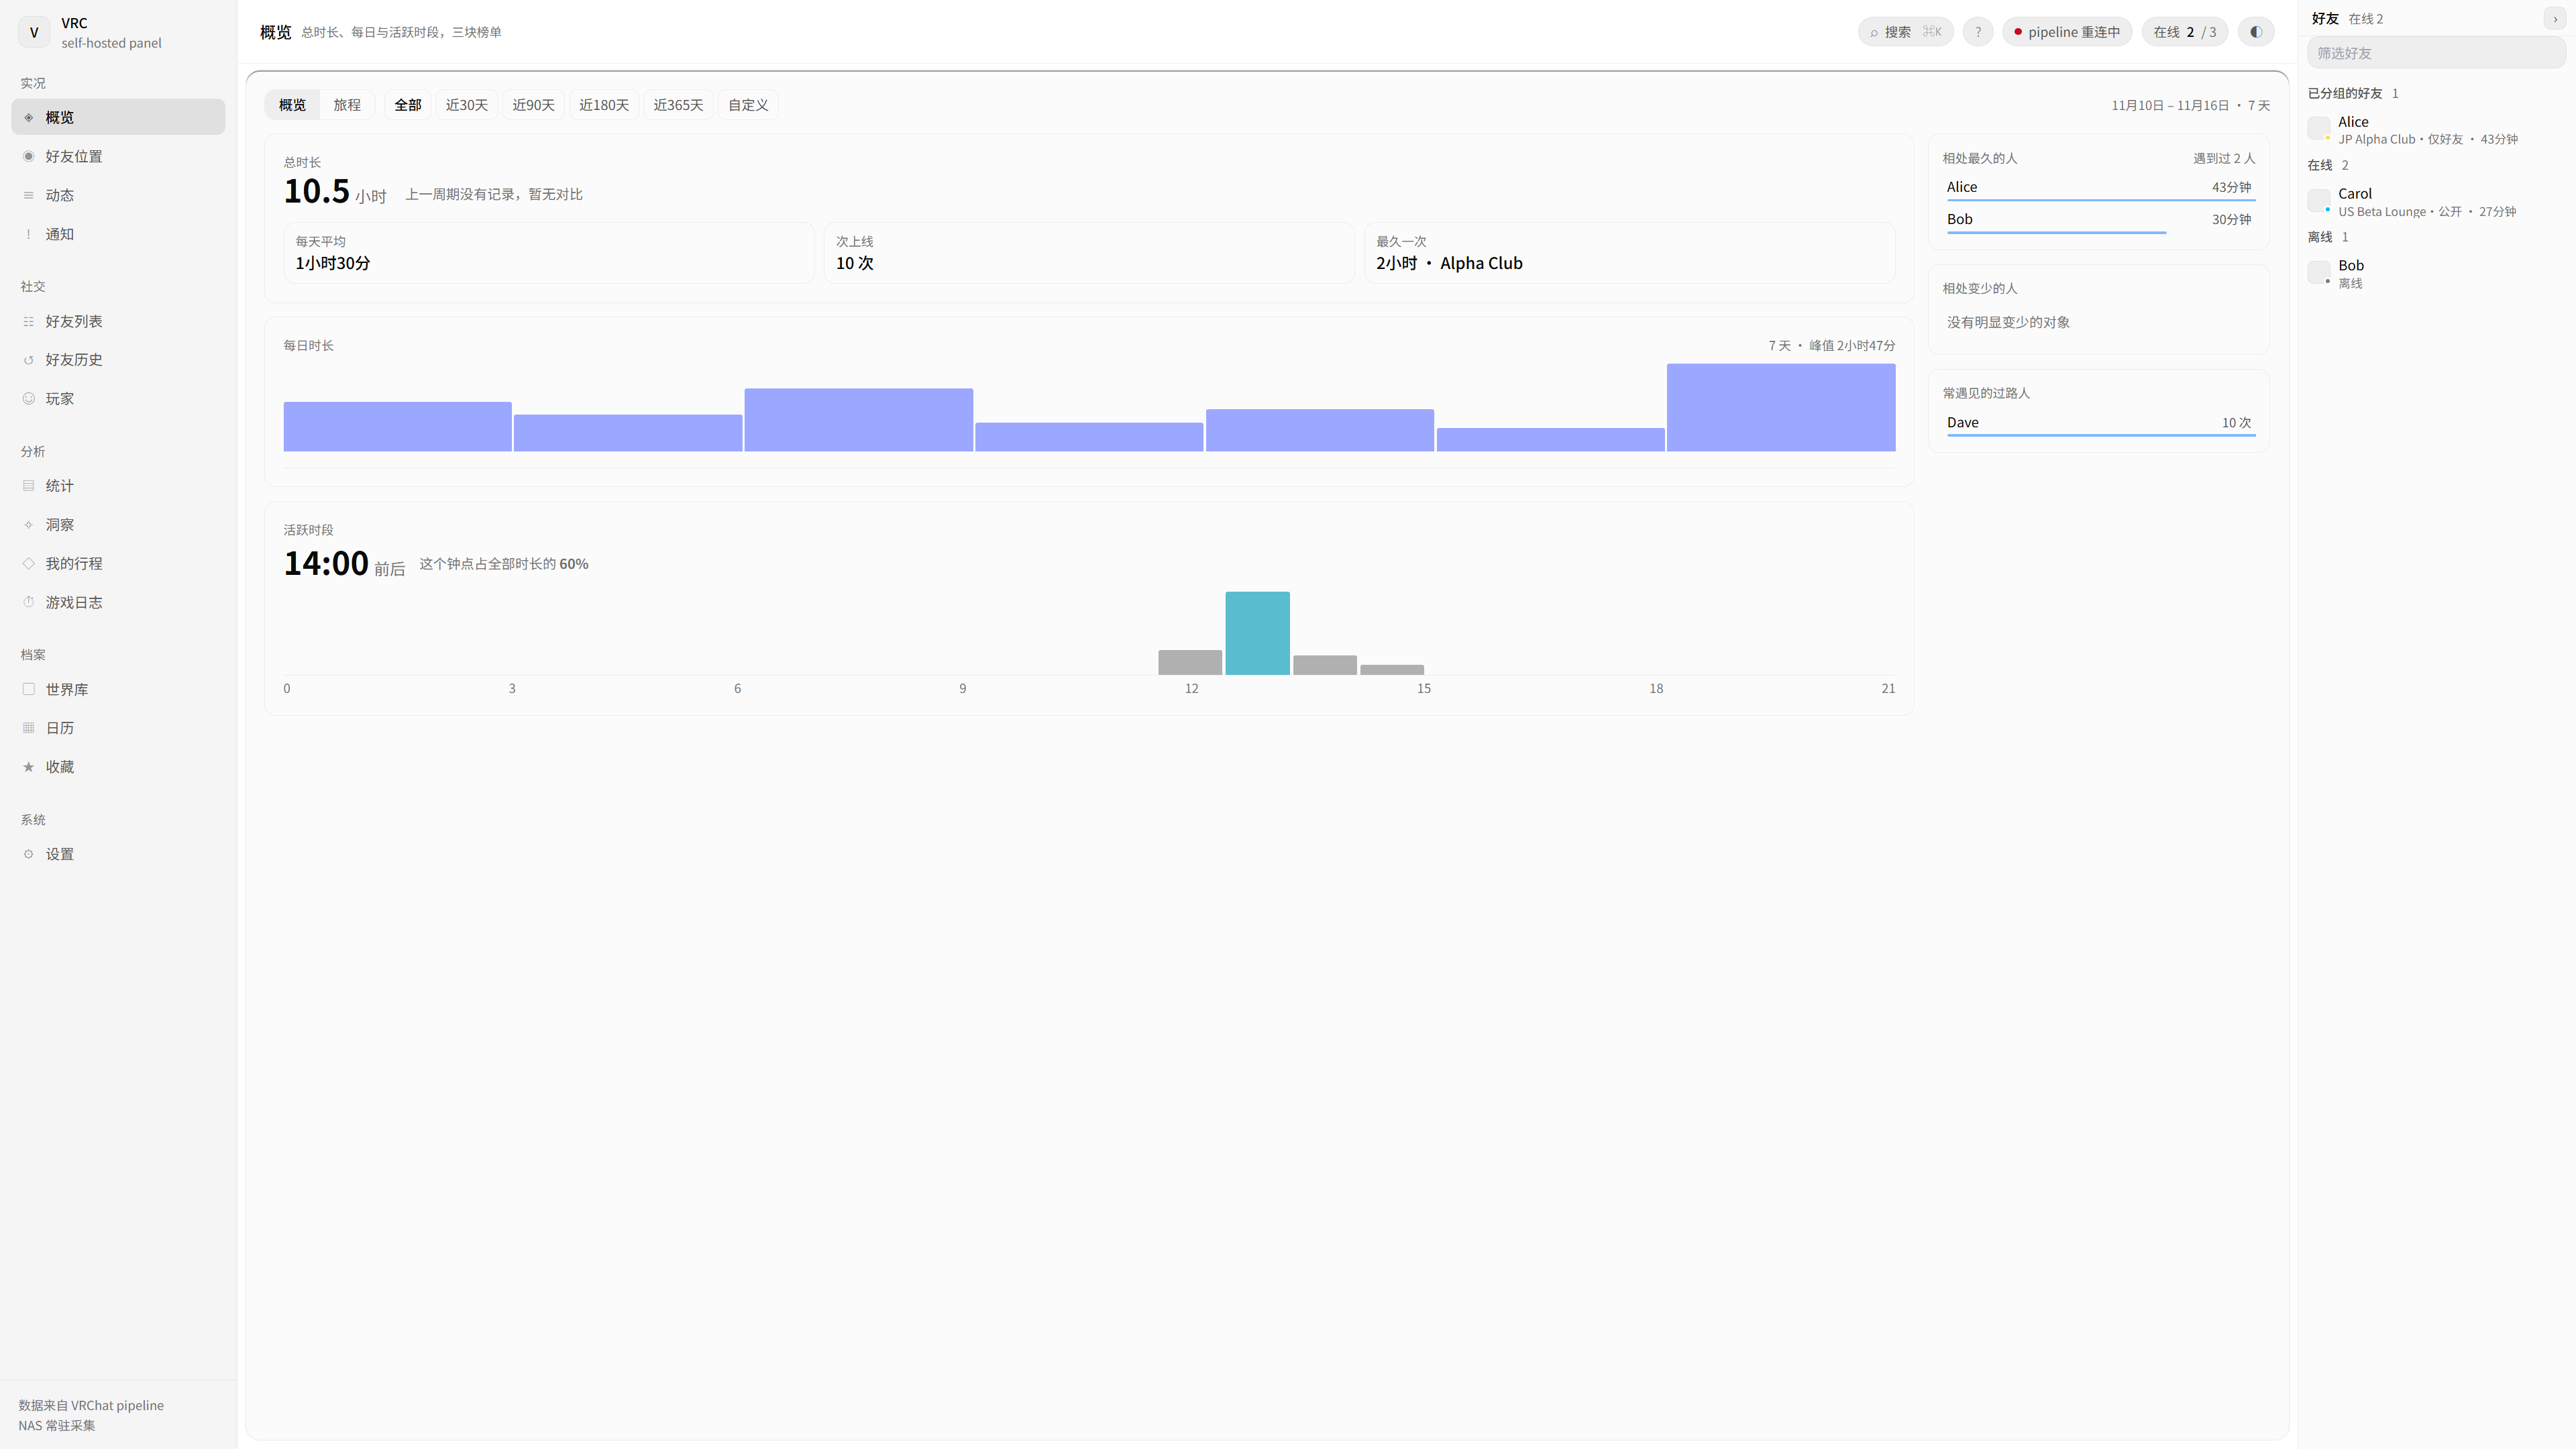 V
VRC
self-hosted panel
实况
概览
好友位置
动态
通知
社交
好友列表
好友历史
玩家
分析
统计
洞察
我的行程
游戏日志
档案
世界库
日历
收藏
系统
设置
数据来自 VRChat pipeline
NAS 常驻采集
概览 总时长、每日与活跃时段，三块榜单
搜索 ⌘K ? pipeline 重连中 在线 2 / 3
概览 旅程 全部 近30天 近90天 近180天 近365天 自定义
11月10日 – 11月16日 · 7 天
总时长
10.5 小时 上一周期没有记录，暂无对比
每天平均
1小时30分
次上线
10 次
最久一次
2小时 · Alpha Club
每日时长 7 天 · 峰值 2小时47分
活跃时段
14:00 前后 这个钟点占全部时长的 60%
0 3 6 9 12 15 18 21
相处最久的人 遇到过 2 人
Alice 43分钟
Bob 30分钟
相处变少的人
没有明显变少的对象
常遇见的过路人
Dave 10 次
好友 在线 2 ›
筛选好友
已分组的好友 1
Alice
JP Alpha Club · 仅好友 · 43分钟
在线 2
Carol
US Beta Lounge · 公开 · 27分钟
离线 1
Bob
离线